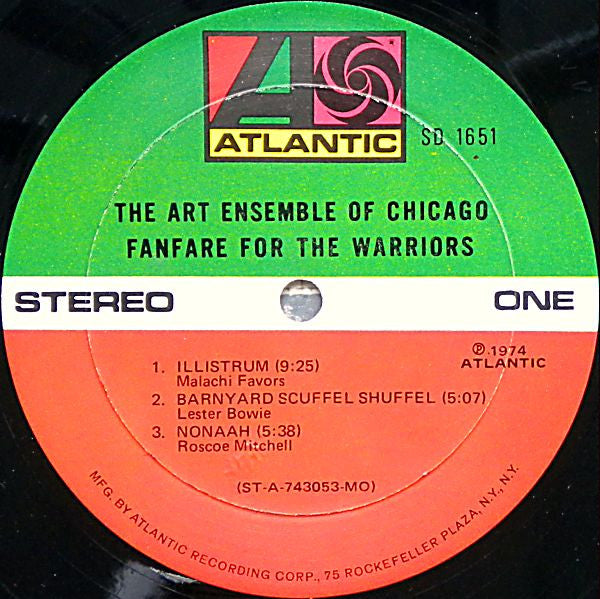 ATLANTIC
SD 1651
THE ART ENSEMBLE OF CHICAGO
FANFARE FOR THE WARRIORS
STEREO
ONE
℗.1974
ATLANTIC
1. ILLISTRUM (9:25)
Malachi Favors
2. BARNYARD SCUFFEL SHUFFEL (5:07)
Lester Bowie
3. NONAAH (5:38)
Roscoe Mitchell
(ST-A-743053-MO)
MFG. BY ATLANTIC RECORDING CORP., 75 ROCKEFELLER PLAZA, N.Y., N.Y.